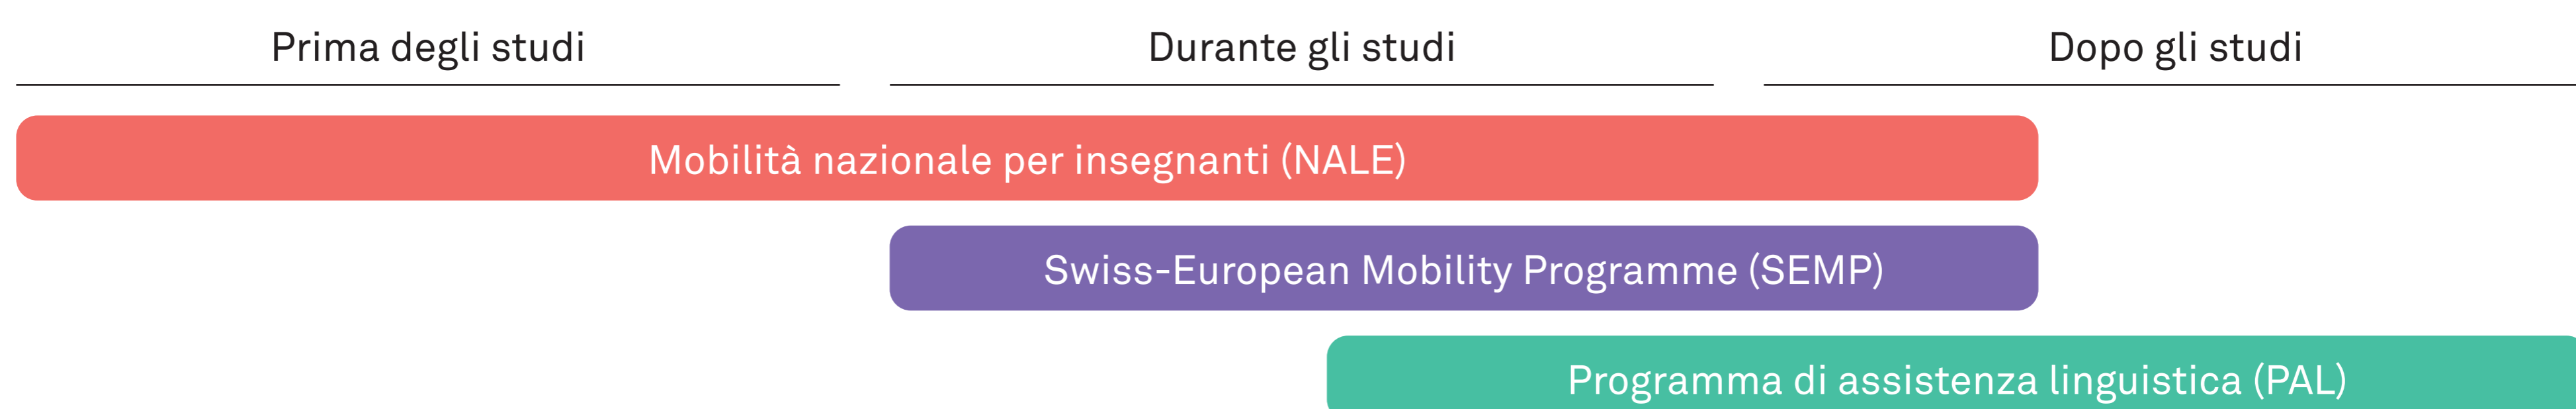 Prima degli studi
Durante gli studi
Dopo gli studi
Mobilità nazionale per insegnanti (NALE)
Swiss-European Mobility Programme (SEMP)
Programma di assistenza linguistica (PAL)